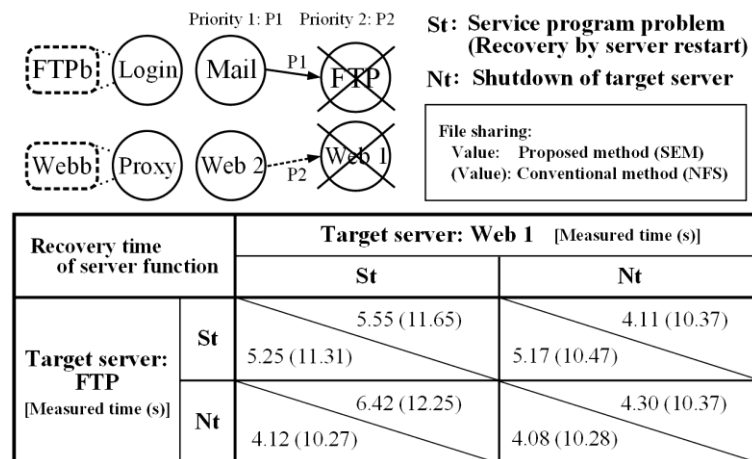 Priority 1: P1 Priority 2: P2
FTPb Login Mail P1 FTP
Webb Proxy Web 2 P2 Web 1
St: Service program problem
(Recovery by server restart)
Nt: Shutdown of target server
File sharing:
Value: Proposed method (SEM)
(Value): Conventional method (NFS)
Recovery time
of server function
Target server: Web 1 [Measured time (s)]
St Nt
Target server:
FTP
[Measured time (s)]
St
5.55 (11.65) 4.11 (10.37)
5.25 (11.31) 5.17 (10.47)
Nt
6.42 (12.25) 4.30 (10.37)
4.12 (10.27) 4.08 (10.28)